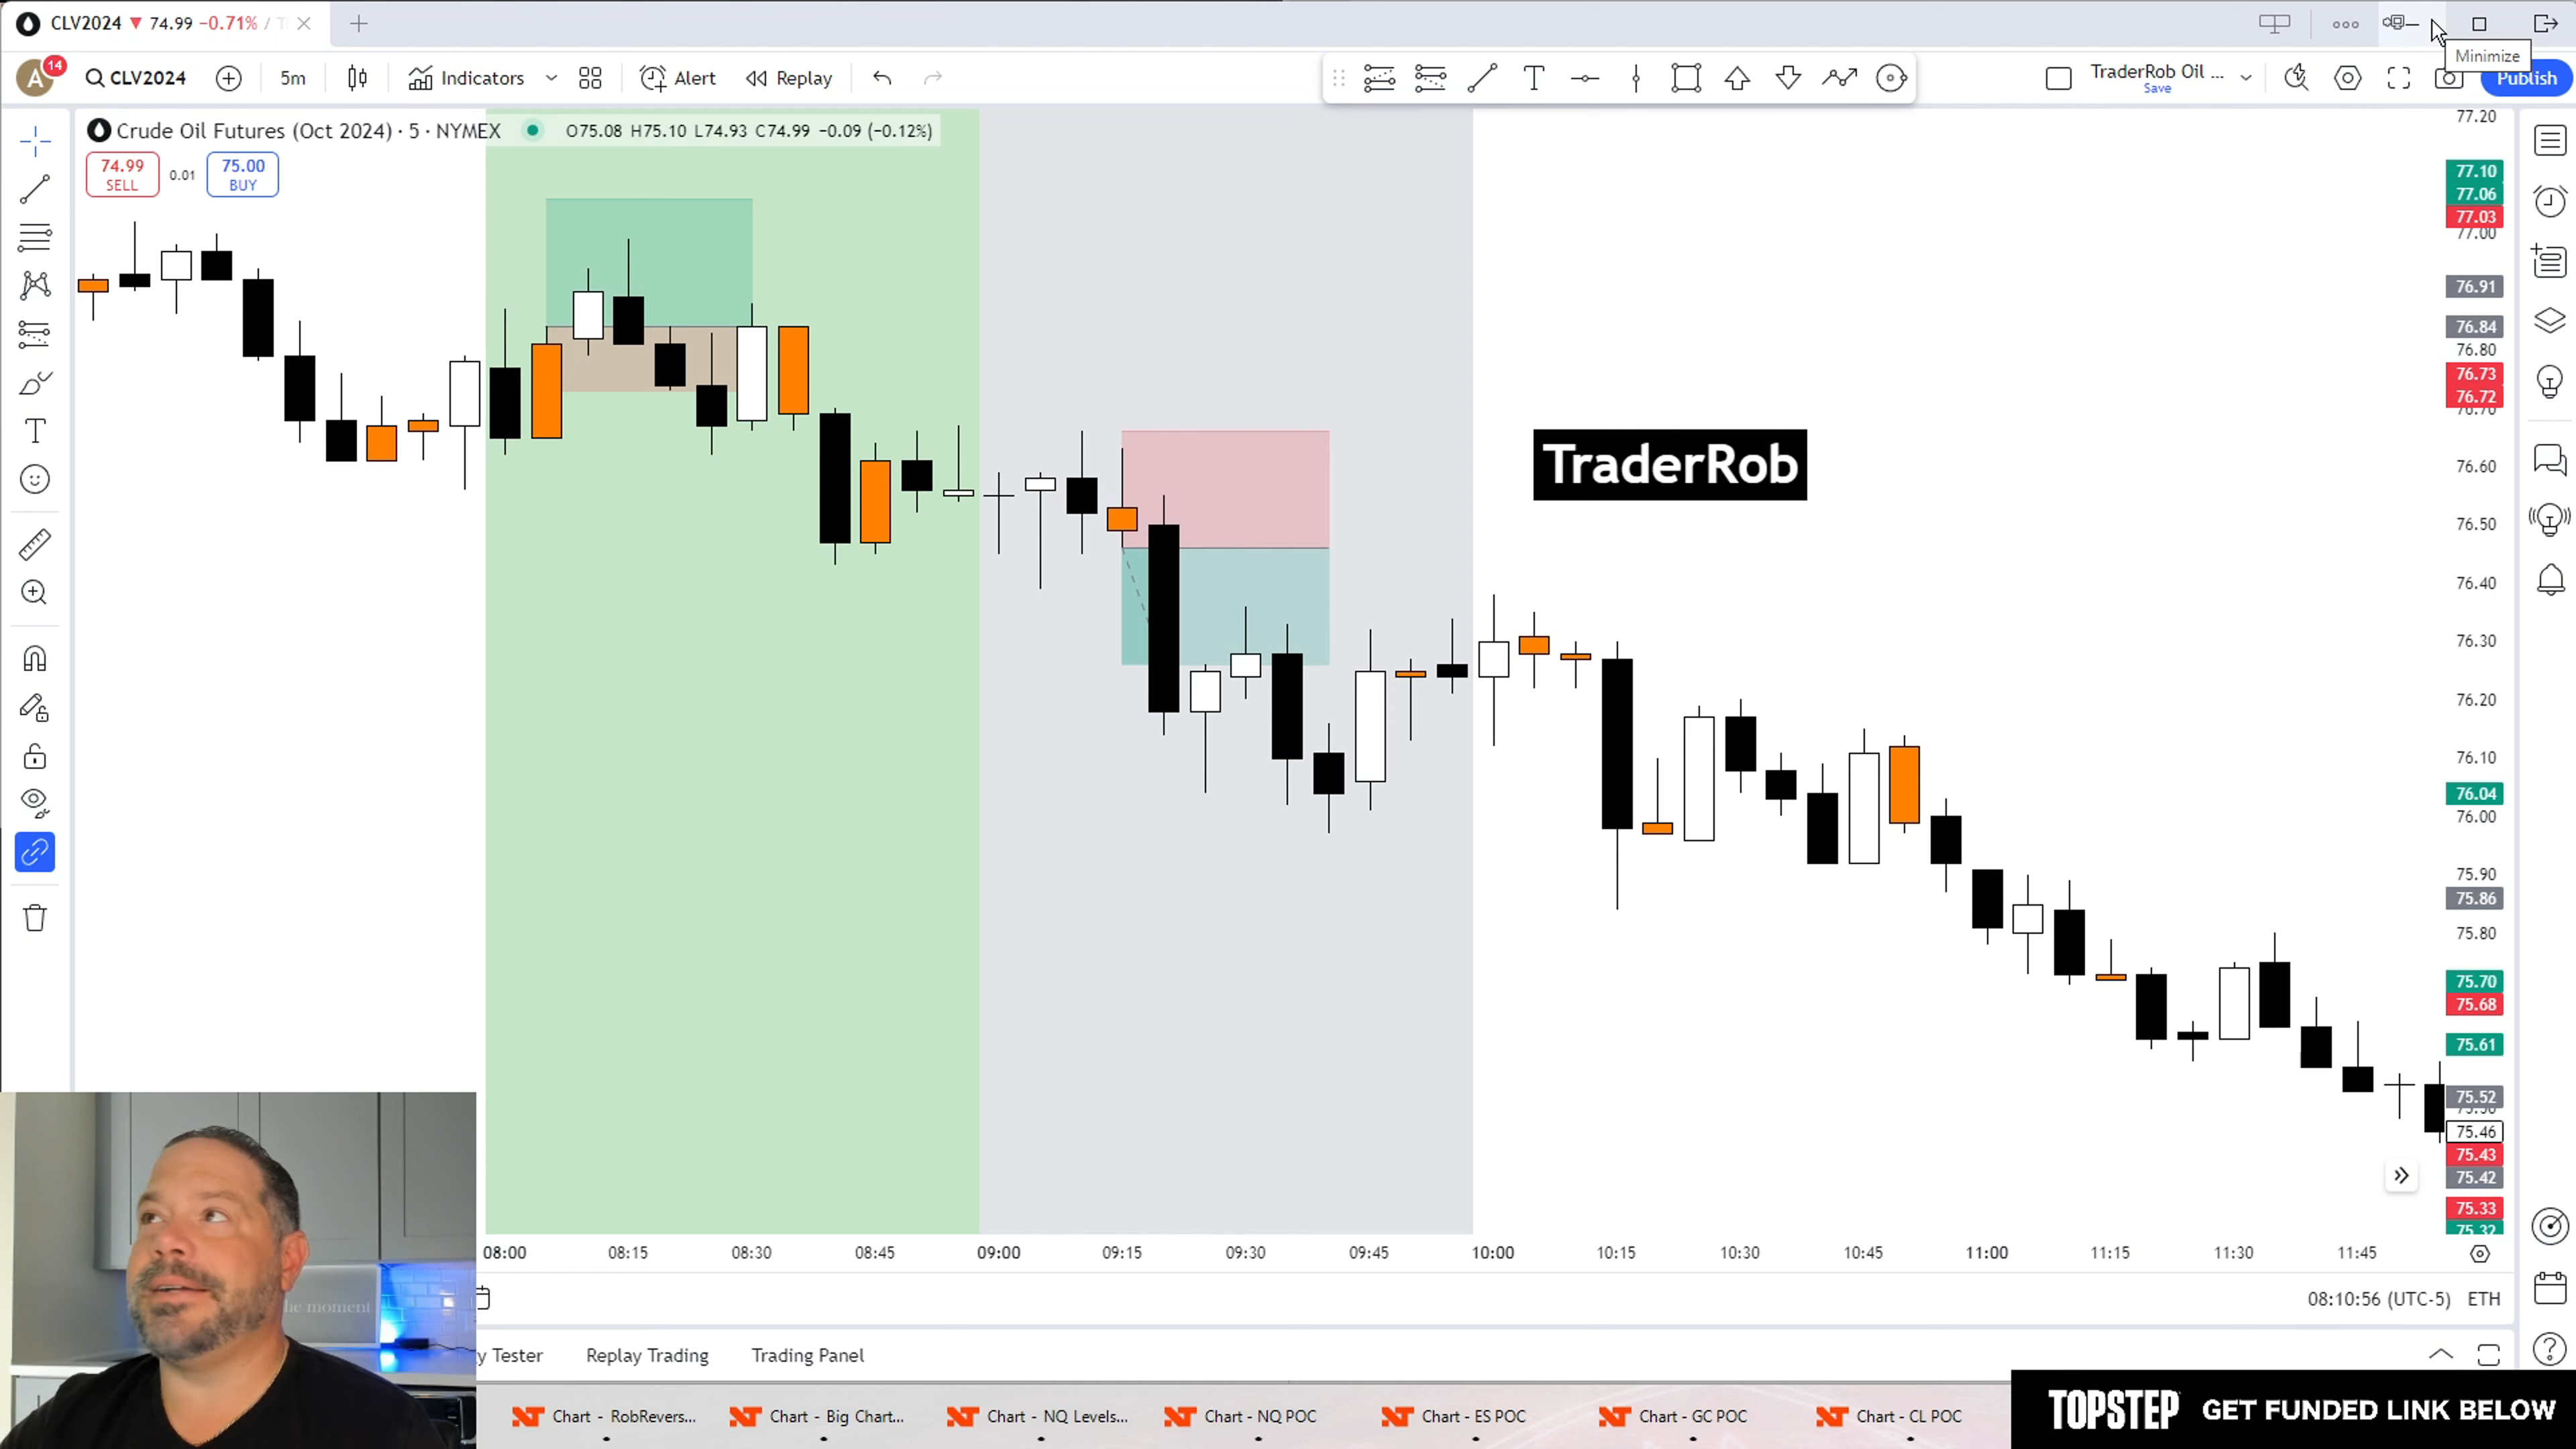 CLV2024 ▼ 74.99 −0.71% /
Minimize
A 14
CLV2024
5m
Indicators
Alert
Replay
TraderRob Oil ...
Save
Publish
Crude Oil Futures (Oct 2024) · 5 · NYMEX
O75.08 H75.10 L74.93 C74.99 −0.09 (−0.12%)
74.99
SELL
0.01
75.00
BUY
TraderRob
77.20
77.10
77.06
77.03
77.00
76.91
76.84
76.80
76.73
76.72
76.70
76.60
76.50
76.40
76.30
76.20
76.10
76.04
76.00
75.90
75.86
75.80
75.70
75.68
75.61
75.52
75.46
75.43
75.42
75.33
75.32
08:00 08:15 08:30 08:45 09:00 09:15 09:30 09:45 10:00 10:15 10:30 10:45 11:00 11:15 11:30 11:45
he moment
08:10:56 (UTC-5) ETH
y Tester Replay Trading Trading Panel
Chart - RobRevers...
Chart - Big Chart...
Chart - NQ Levels...
Chart - NQ POC
Chart - ES POC
Chart - GC POC
Chart - CL POC
TOPSTEP GET FUNDED LINK BELOW